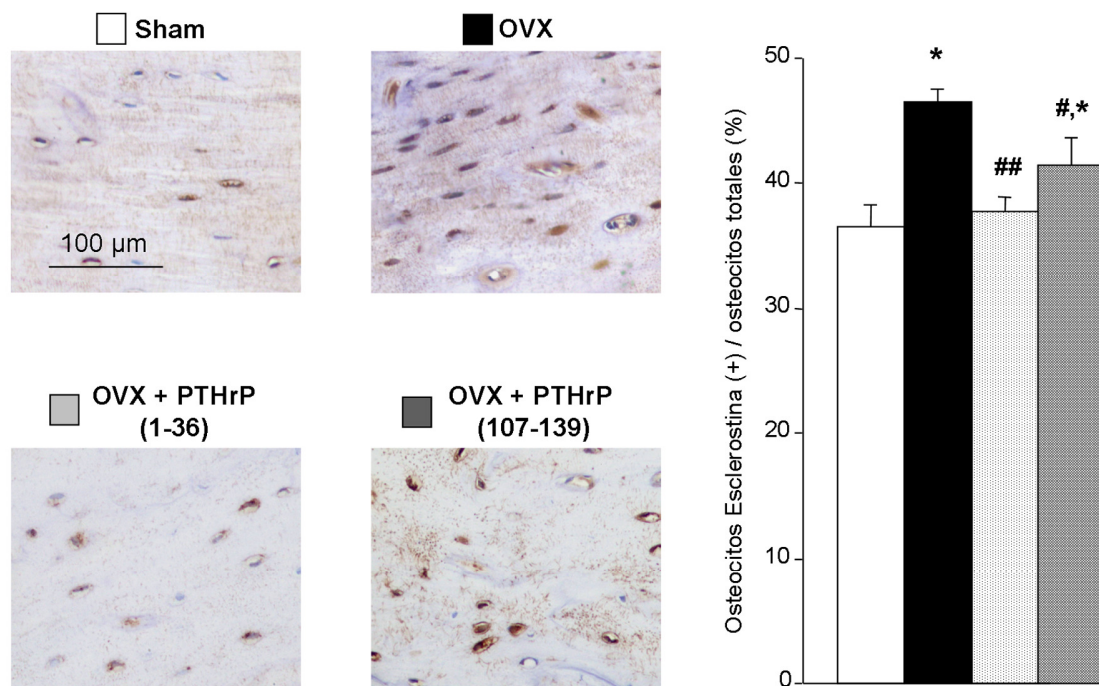 Sham
OVX
100 µm
OVX + PTHrP
(1-36)
OVX + PTHrP
(107-139)
Osteocitos Esclerostina (+) / osteocitos totales (%)
50
40
30
20
10
0
*
##
#,*